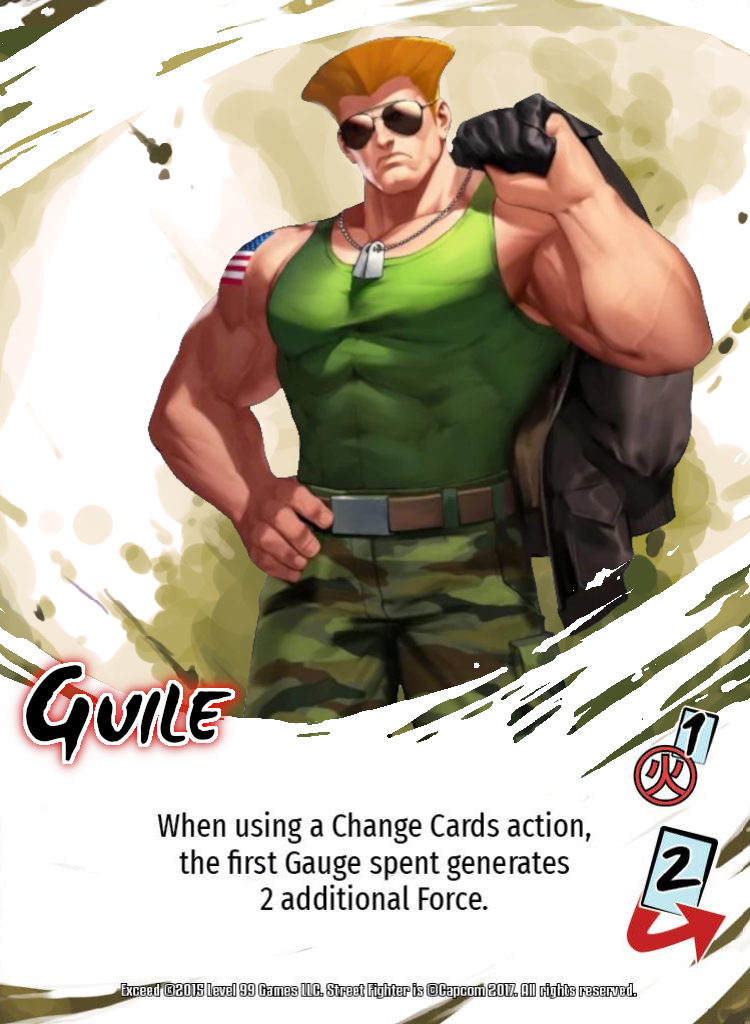 Guile
1
火
When using a Change Cards action,
the first Gauge spent generates
2 additional Force.
2
Exceed ©2015 Level 99 Games LLC. Street Fighter is ©Capcom 2017. All rights reserved.